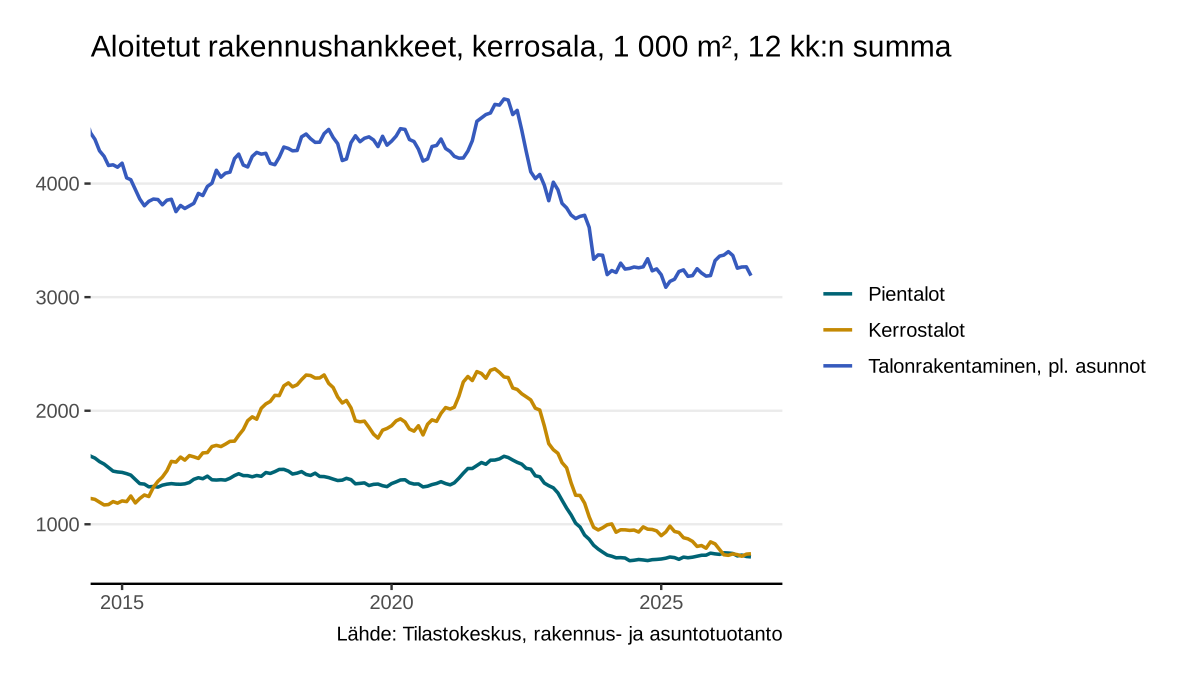 Aloitetut rakennushankkeet, kerrosala, 1 000 m², 12 kk:n summa
4000
3000
2000
1000
2015 2020 2025
Pientalot
Kerrostalot
Talonrakentaminen, pl. asunnot
Lähde: Tilastokeskus, rakennus- ja asuntotuotanto